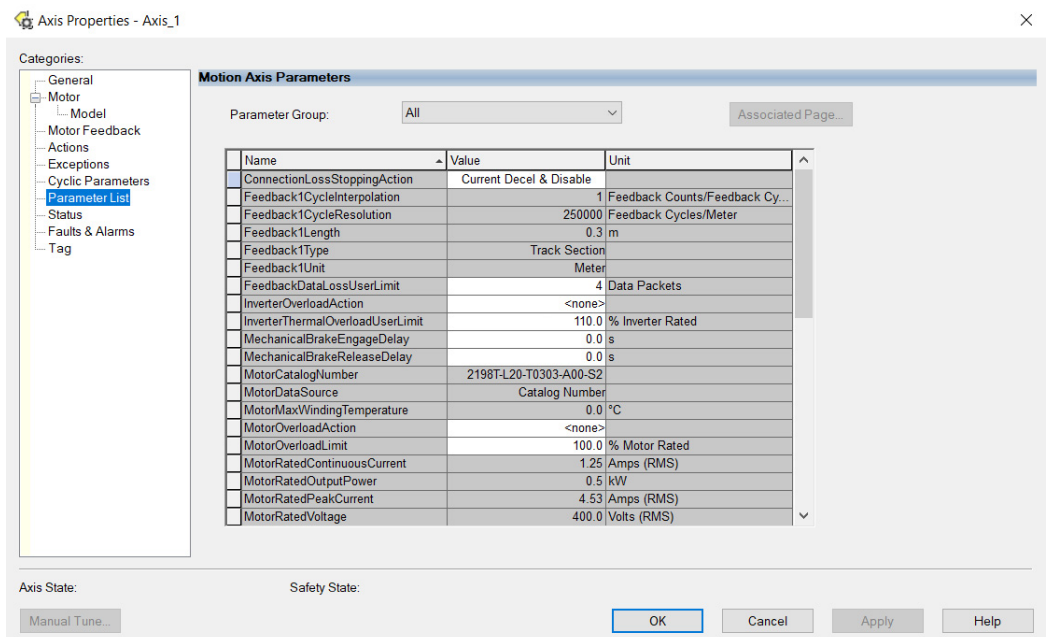 Axis Properties - Axis_1
Categories:
General
Motor
Model
Motor Feedback
Actions
Exceptions
Cyclic Parameters
Parameter List
Status
Faults & Alarms
Tag
Motion Axis Parameters
Parameter Group: All Associated Page...
Name Value Unit
ConnectionLossStoppingAction Current Decel & Disable
Feedback1CycleInterpolation 1 Feedback Counts/Feedback Cy...
Feedback1CycleResolution 250000 Feedback Cycles/Meter
Feedback1Length 0.3 m
Feedback1Type Track Section
Feedback1Unit Meter
FeedbackDataLossUserLimit 4 Data Packets
InverterOverloadAction <none>
InverterThermalOverloadUserLimit 110.0 % Inverter Rated
MechanicalBrakeEngageDelay 0.0 s
MechanicalBrakeReleaseDelay 0.0 s
MotorCatalogNumber 2198T-L20-T0303-A00-S2
MotorDataSource Catalog Number
MotorMaxWindingTemperature 0.0 °C
MotorOverloadAction <none>
MotorOverloadLimit 100.0 % Motor Rated
MotorRatedContinuousCurrent 1.25 Amps (RMS)
MotorRatedOutputPower 0.5 kW
MotorRatedPeakCurrent 4.53 Amps (RMS)
MotorRatedVoltage 400.0 Volts (RMS)
Axis State: Safety State:
Manual Tune... OK Cancel Apply Help